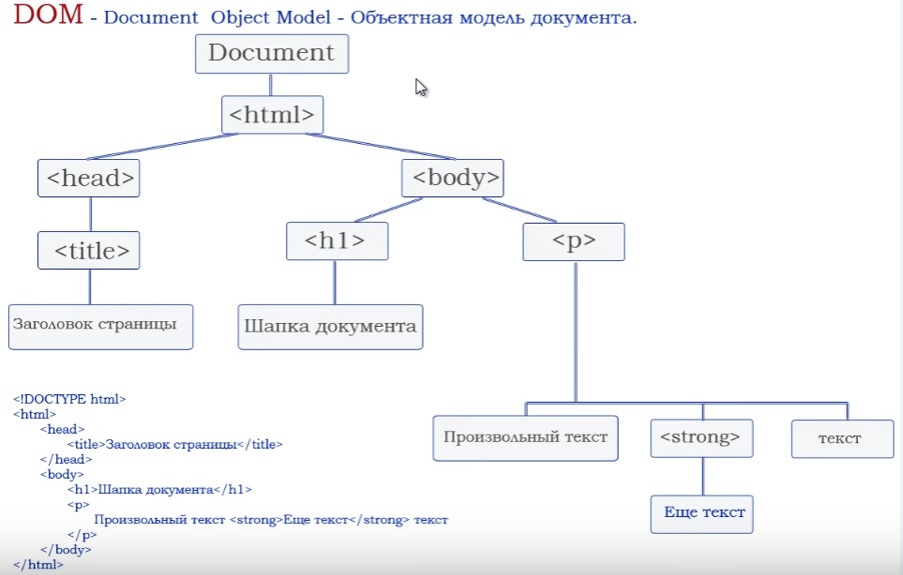 DOM - Document Object Model - Объектная модель документа.
Document
<html>
<head>
<body>
<title>
<h1>
<p>
Заголовок страницы
Шапка документа
Произвольный текст
<strong>
текст
Еще текст
<!DOCTYPE html>
<html>
<head>
<title>Заголовок страницы</title>
</head>
<body>
<h1>Шапка документа</h1>
<p>
Произвольный текст <strong>Еще текст</strong> текст
</p>
</body>
</html>